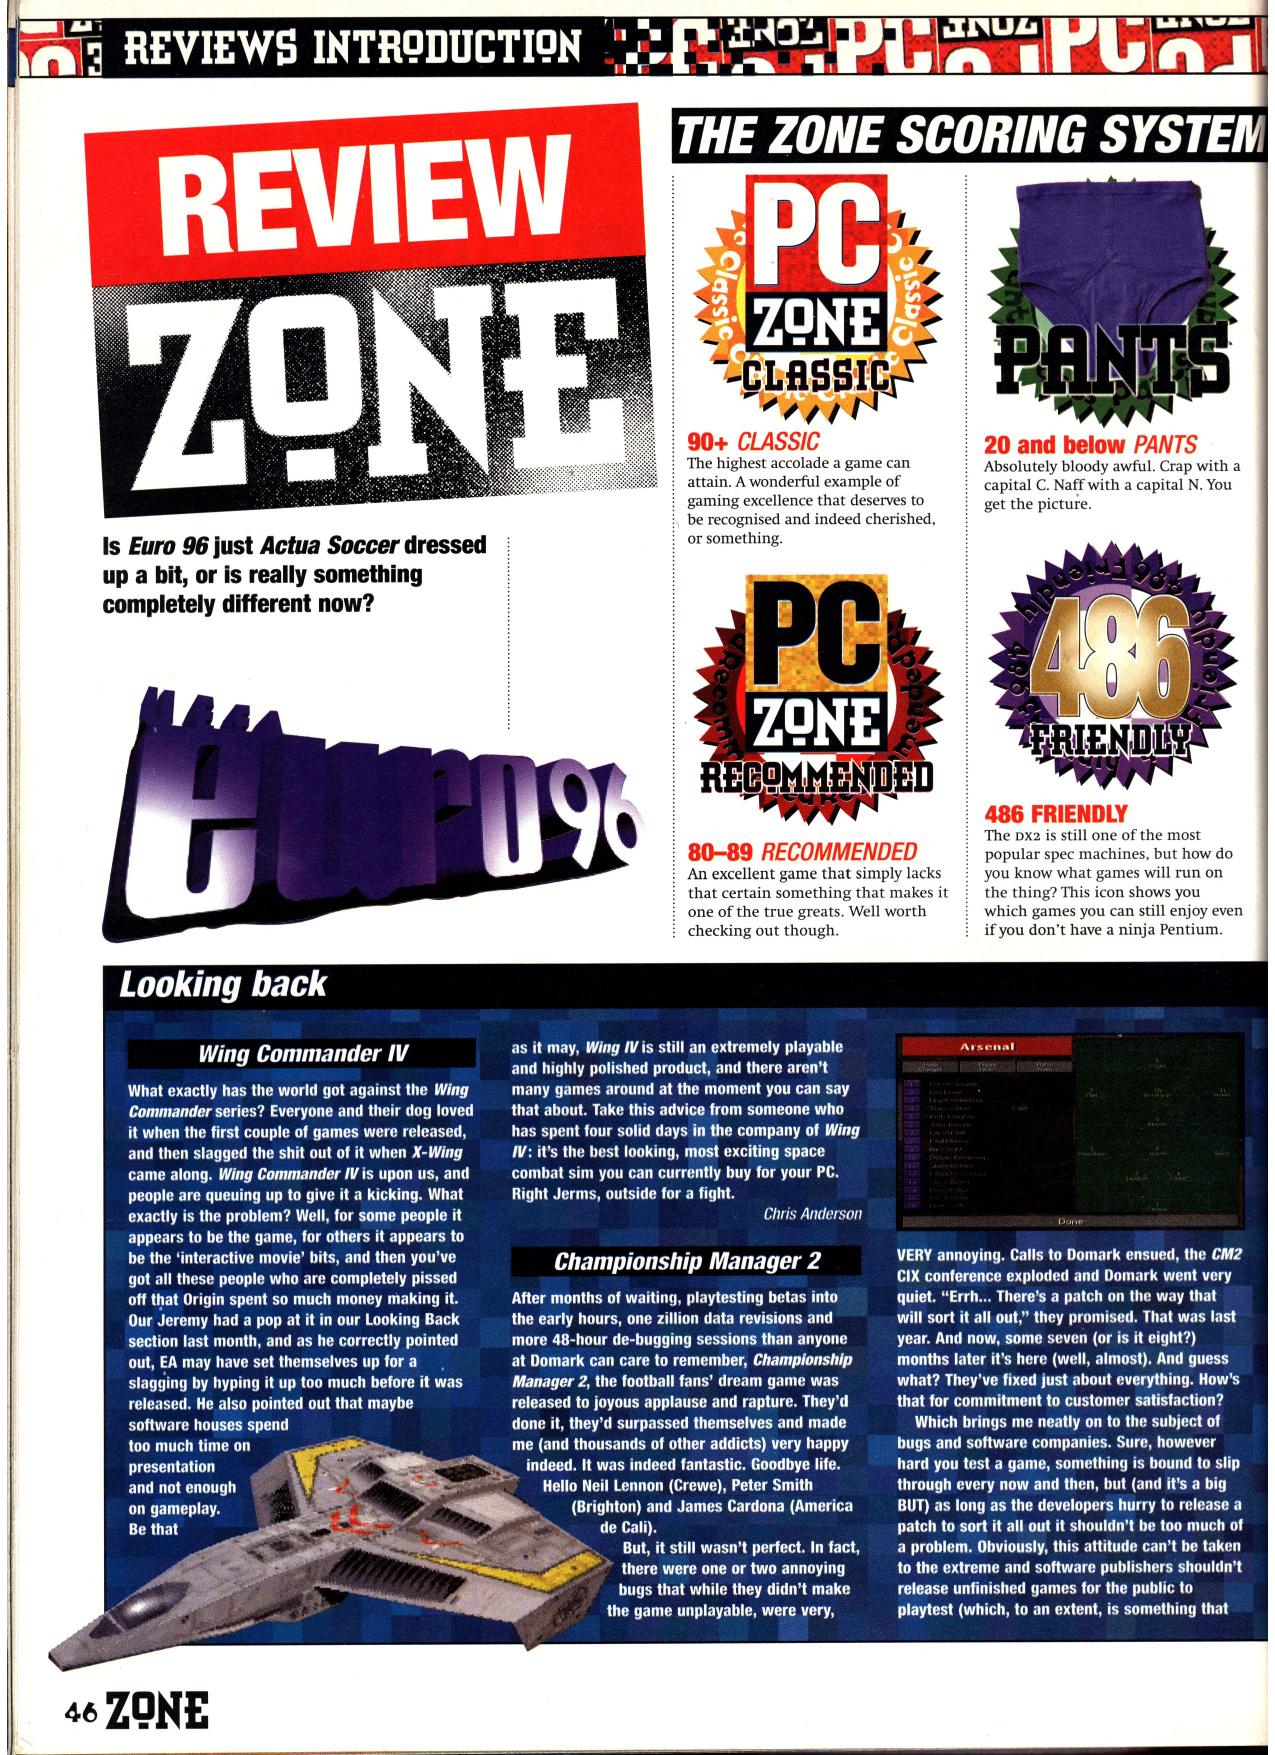 REVIEWS INTRODUCTION
REVIEW
ZONE
Is Euro 96 just Actua Soccer dressed
up a bit, or is really something
completely different now?
UEFA
euro 96
THE ZONE SCORING SYSTEM
PC
ZONE
CLASSIC
90+ CLASSIC
The highest accolade a game can
attain. A wonderful example of
gaming excellence that deserves to
be recognised and indeed cherished,
or something.
PC
ZONE
RECOMMENDED
80–89 RECOMMENDED
An excellent game that simply lacks
that certain something that makes it
one of the true greats. Well worth
checking out though.
PANTS
20 and below PANTS
Absolutely bloody awful. Crap with a
capital C. Naff with a capital N. You
get the picture.
486
FRIENDLY
486 FRIENDLY
The DX2 is still one of the most
popular spec machines, but how do
you know what games will run on
the thing? This icon shows you
which games you can still enjoy even
if you don't have a ninja Pentium.
Looking back
Wing Commander IV
What exactly has the world got against the Wing
Commander series? Everyone and their dog loved
it when the first couple of games were released,
and then slagged the shit out of it when X-Wing
came along. Wing Commander IV is upon us, and
people are queuing up to give it a kicking. What
exactly is the problem? Well, for some people it
appears to be the game, for others it appears to
be the 'interactive movie' bits, and then you've
got all these people who are completely pissed
off that Origin spent so much money making it.
Our Jeremy had a pop at it in our Looking Back
section last month, and as he correctly pointed
out, EA may have set themselves up for a
slagging by hyping it up too much before it was
released. He also pointed out that maybe
software houses spend
too much time on
presentation
and not enough
on gameplay.
Be that
as it may, Wing IV is still an extremely playable
and highly polished product, and there aren't
many games around at the moment you can say
that about. Take this advice from someone who
has spent four solid days in the company of Wing
IV: it's the best looking, most exciting space
combat sim you can currently buy for your PC.
Right Jerms, outside for a fight.
Chris Anderson
Championship Manager 2
After months of waiting, playtesting betas into
the early hours, one zillion data revisions and
more 48-hour de-bugging sessions than anyone
at Domark can care to remember, Championship
Manager 2, the football fans' dream game was
released to joyous applause and rapture. They'd
done it, they'd surpassed themselves and made
me (and thousands of other addicts) very happy
indeed. It was indeed fantastic. Goodbye life.
Hello Neil Lennon (Crewe), Peter Smith
(Brighton) and James Cardona (America
de Cali).
But, it still wasn't perfect. In fact,
there were one or two annoying
bugs that while they didn't make
the game unplayable, were very,
Arsenal
Done
VERY annoying. Calls to Domark ensued, the CM2
CIX conference exploded and Domark went very
quiet. "Errh... There's a patch on the way that
will sort it all out," they promised. That was last
year. And now, some seven (or is it eight?)
months later it's here (well, almost). And guess
what? They've fixed just about everything. How's
that for commitment to customer satisfaction?
Which brings me neatly on to the subject of
bugs and software companies. Sure, however
hard you test a game, something is bound to slip
through every now and then, but (and it's a big
BUT) as long as the developers hurry to release a
patch to sort it all out it shouldn't be too much of
a problem. Obviously, this attitude can't be taken
to the extreme and software publishers shouldn't
release unfinished games for the public to
playtest (which, to an extent, is something that
46 ZONE